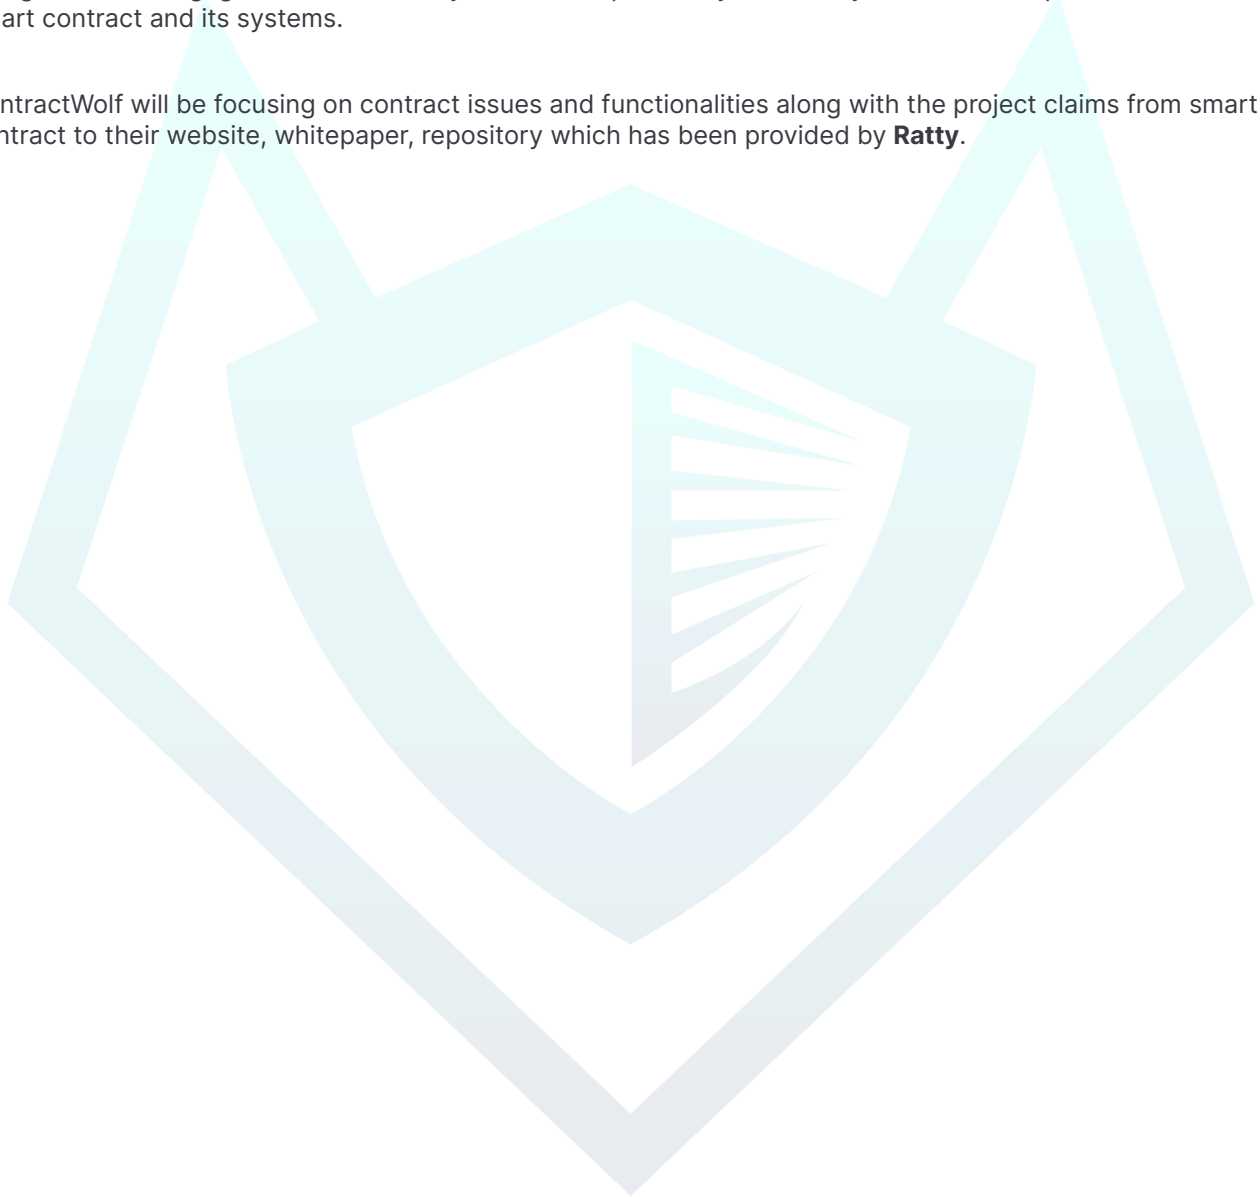 art contract and its systems.
ntractWolf will be focusing on contract issues and functionalities along with the project claims from smart
ntract to their website, whitepaper, repository which has been provided by Ratty.